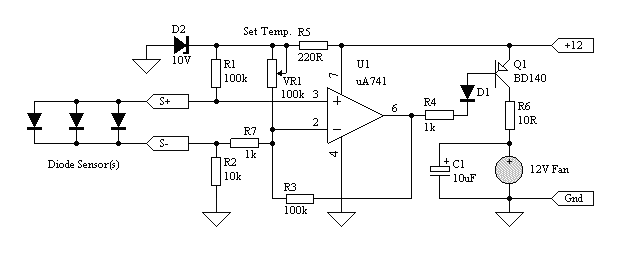 D2
Set Temp.
R5
+12
10V
220R
R1
100k
VR1
100k
U1
uA741
7
Q1
BD140
D1
S+
3
+
6
R4
1k
R6
10R
2
−
S-
R7
1k
4
Diode Sensor(s)
R2
10k
R3
100k
+
C1
10uF
+
12V Fan
Gnd